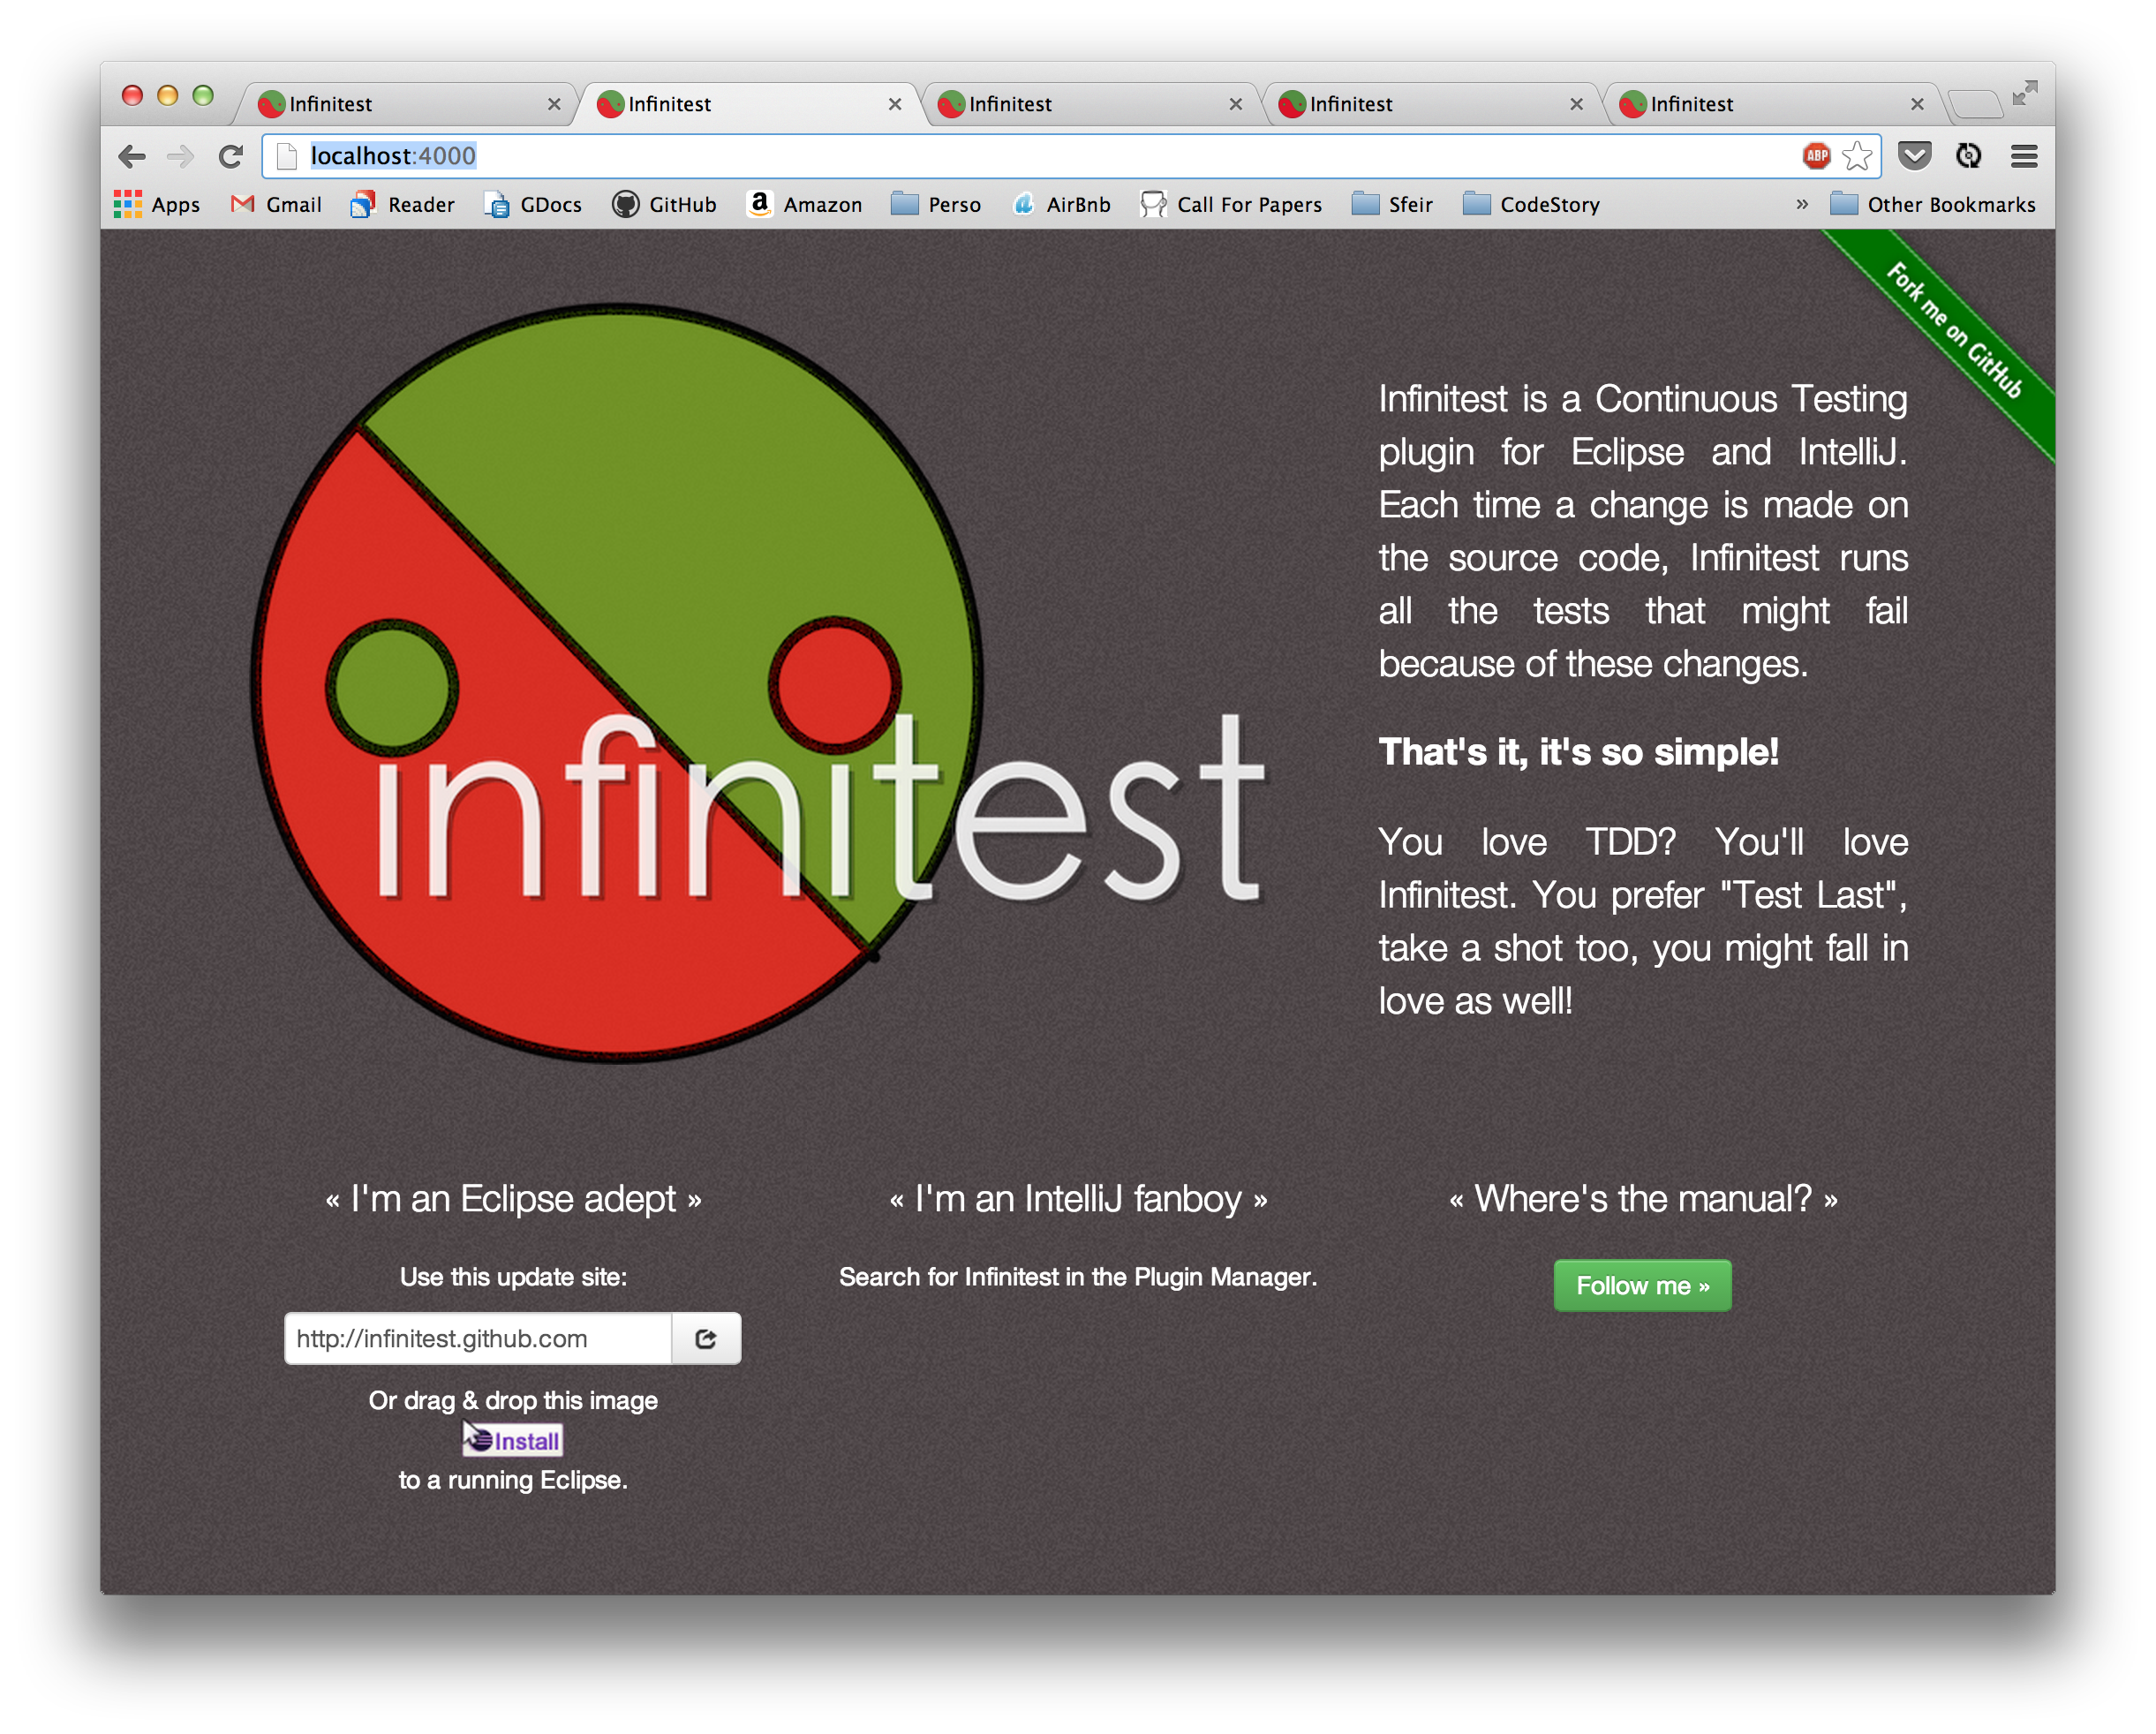 Infinitest
Infinitest
Infinitest
Infinitest
Infinitest
localhost:4000
ABP
Apps
Gmail
Reader
GDocs
GitHub
Amazon
Perso
AirBnb
Call For Papers
Sfeir
CodeStory
»
Other Bookmarks
Fork me on GitHub
infinitest
Infinitest is a Continuous Testing
plugin for Eclipse and IntelliJ.
Each time a change is made on
the source code, Infinitest runs
all the tests that might fail
because of these changes.
That's it, it's so simple!
You love TDD? You'll love
Infinitest. You prefer "Test Last",
take a shot too, you might fall in
love as well!
« I'm an Eclipse adept »
Use this update site:
http://infinitest.github.com
Or drag & drop this image
Install
to a running Eclipse.
« I'm an IntelliJ fanboy »
Search for Infinitest in the Plugin Manager.
« Where's the manual? »
Follow me »